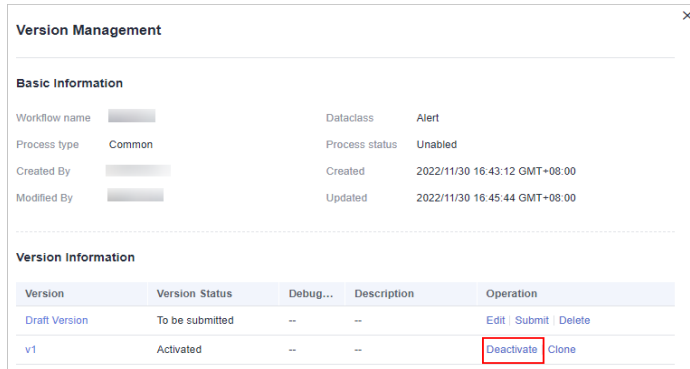 Version Management
Basic Information
Workflow name Dataclass Alert
Process type Common Process status Unabled
Created By Created 2022/11/30 16:43:12 GMT+08:00
Modified By Updated 2022/11/30 16:45:44 GMT+08:00
Version Information
Version Version Status Debug... Description Operation
Draft Version To be submitted -- -- Edit Submit Delete
v1 Activated -- -- Deactivate Clone